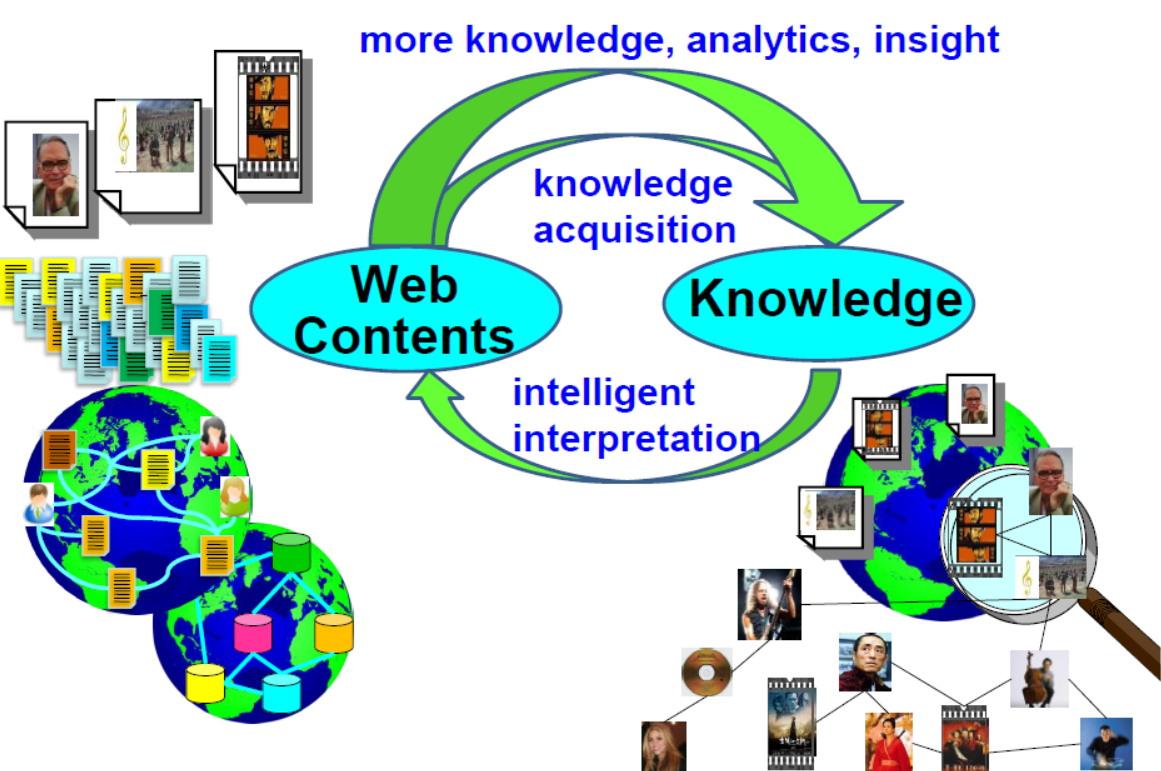 more knowledge, analytics, insight
knowledge
acquisition
Web
Contents
Knowledge
intelligent
interpretation